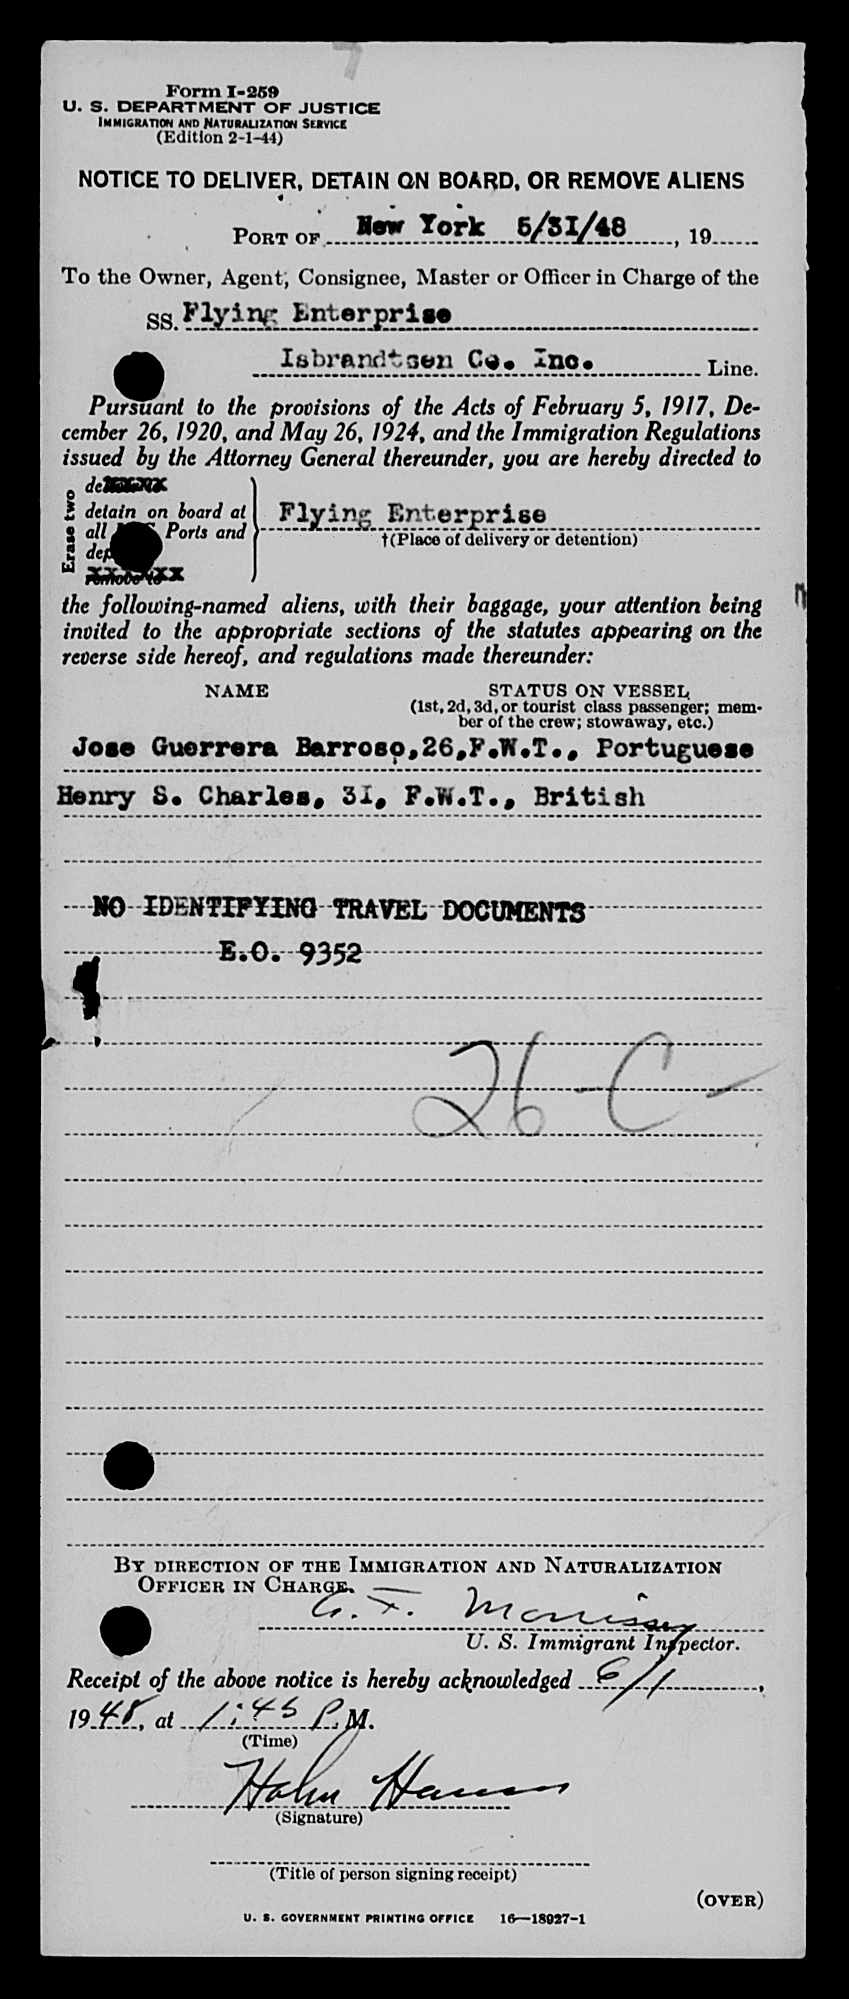 Form I-259
U. S. DEPARTMENT OF JUSTICE
IMMIGRATION AND NATURALIZATION SERVICE
(Edition 2-1-44)
NOTICE TO DELIVER, DETAIN ON BOARD, OR REMOVE ALIENS
PORT OF New York 5/3I/48, 19
To the Owner, Agent, Consignee, Master or Officer in Charge of the
SS. Flying Enterprise
Isbrandtsen Co. Inc. Line.
Pursuant to the provisions of the Acts of February 5, 1917, De-
cember 26, 1920, and May 26, 1924, and the Immigration Regulations
issued by the Attorney General thereunder, you are hereby directed to
Erase two
detain on board at
all Ports and
Flying Enterprise
†(Place of delivery or detention)
remove to
the following-named aliens, with their baggage, your attention being
invited to the appropriate sections of the statutes appearing on the
reverse side hereof, and regulations made thereunder:
NAME STATUS ON VESSEL
(1st, 2d, 3d, or tourist class passenger; mem-
ber of the crew; stowaway, etc.)
Jose Guerrera Barroso,26,F.W.T., Portuguese
Henry S. Charles, 3I, F.W.T., British
NO IDENTIFYING TRAVEL DOCUMENTS
E.O. 9352
26-C-
BY DIRECTION OF THE IMMIGRATION AND NATURALIZATION
OFFICER IN CHARGE.
G. F. Morrissey
U. S. Immigrant Inspector.
Receipt of the above notice is hereby acknowledged 6/1,
1948, at 1:45 P.M.
(Time)
(Signature)
(Title of person signing receipt)
(OVER)
U. S. GOVERNMENT PRINTING OFFICE 16—18927-1